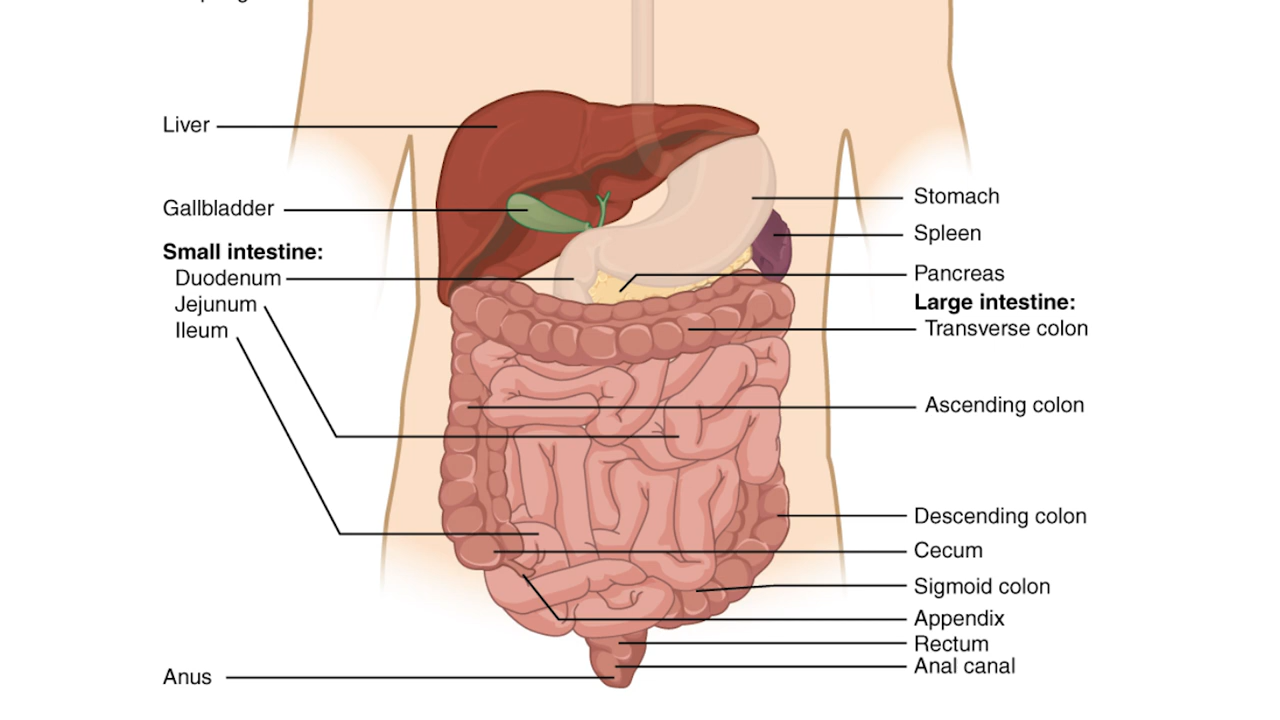 Liver
Gallbladder
Small intestine:
Duodenum
Jejunum
Ileum
Anus
Stomach
Spleen
Pancreas
Large intestine:
Transverse colon
Ascending colon
Descending colon
Cecum
Sigmoid colon
Appendix
Rectum
Anal canal